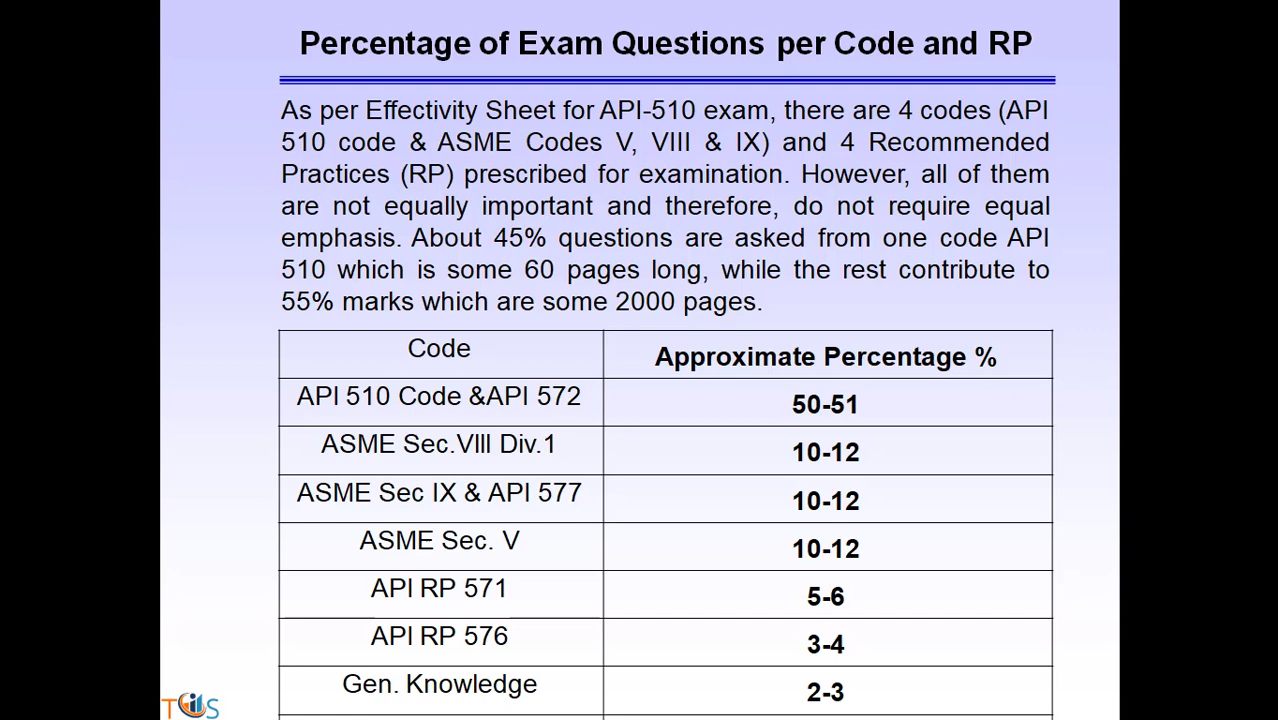 Percentage of Exam Questions per Code and RP
As per Effectivity Sheet for API-510 exam, there are 4 codes (API
510 code & ASME Codes V, VIII & IX) and 4 Recommended
Practices (RP) prescribed for examination. However, all of them
are not equally important and therefore, do not require equal
emphasis. About 45% questions are asked from one code API
510 which is some 60 pages long, while the rest contribute to
55% marks which are some 2000 pages.
Code Approximate Percentage %
API 510 Code &API 572 50-51
ASME Sec.VIII Div.1 10-12
ASME Sec IX & API 577 10-12
ASME Sec. V 10-12
API RP 571 5-6
API RP 576 3-4
Gen. Knowledge 2-3